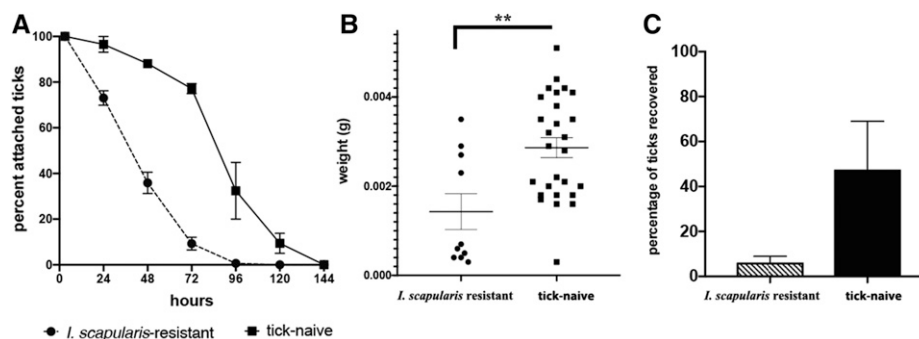 A
percent attached ticks
100
80
60
40
20
0
0 24 48 72 96 120 144
hours
I. scapularis-resistant tick-naive
B
**
weight (g)
0.004
0.002
0.000
I. scapularis resistant tick-naive
C
percentage of ticks recovered
100
80
60
40
20
0
I. scapularis resistant tick-naive